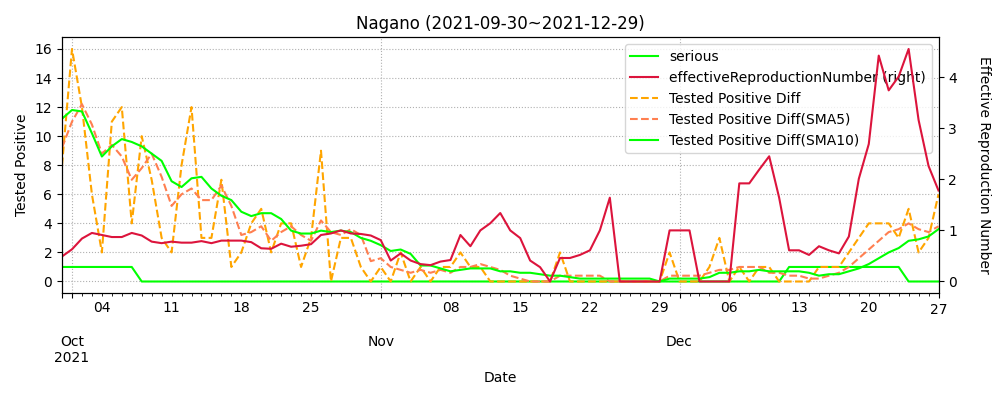 Nagano (2021-09-30~2021-12-29)
serious
effectiveReproductionNumber (right)
Tested Positive Diff
Tested Positive Diff(SMA5)
Tested Positive Diff(SMA10)
Tested Positive
16
14
12
10
8
6
4
2
0
Effective Reproduction Number
4
3
2
1
0
04 11 18 25 08 15 22 29 06 13 20 27
Oct Nov Dec
2021
Date